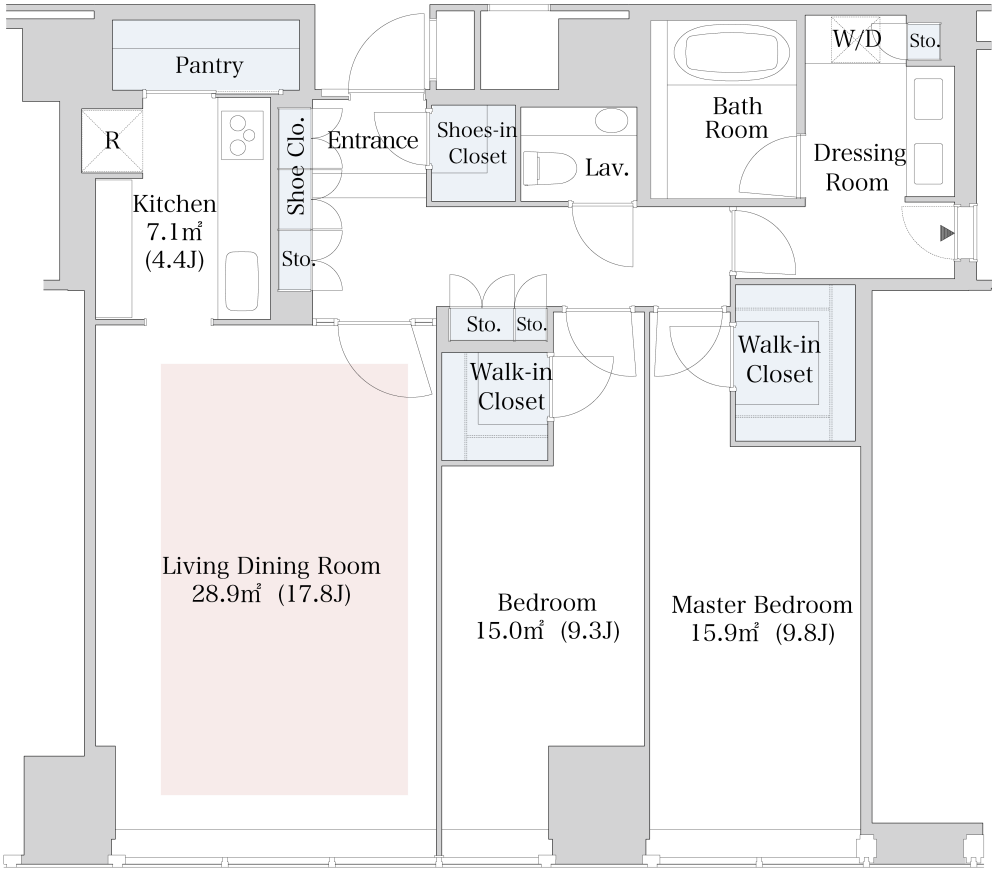 Pantry
W/D
Sto.
R
Shoe Clo.
Entrance
Shoes-in
Closet
Lav.
Bath
Room
Dressing
Room
Kitchen
7.1㎡
(4.4J)
Sto.
Sto.
Sto.
Walk-in
Closet
Walk-in
Closet
Living Dining Room
28.9㎡ (17.8J)
Bedroom
15.0㎡ (9.3J)
Master Bedroom
15.9㎡ (9.8J)